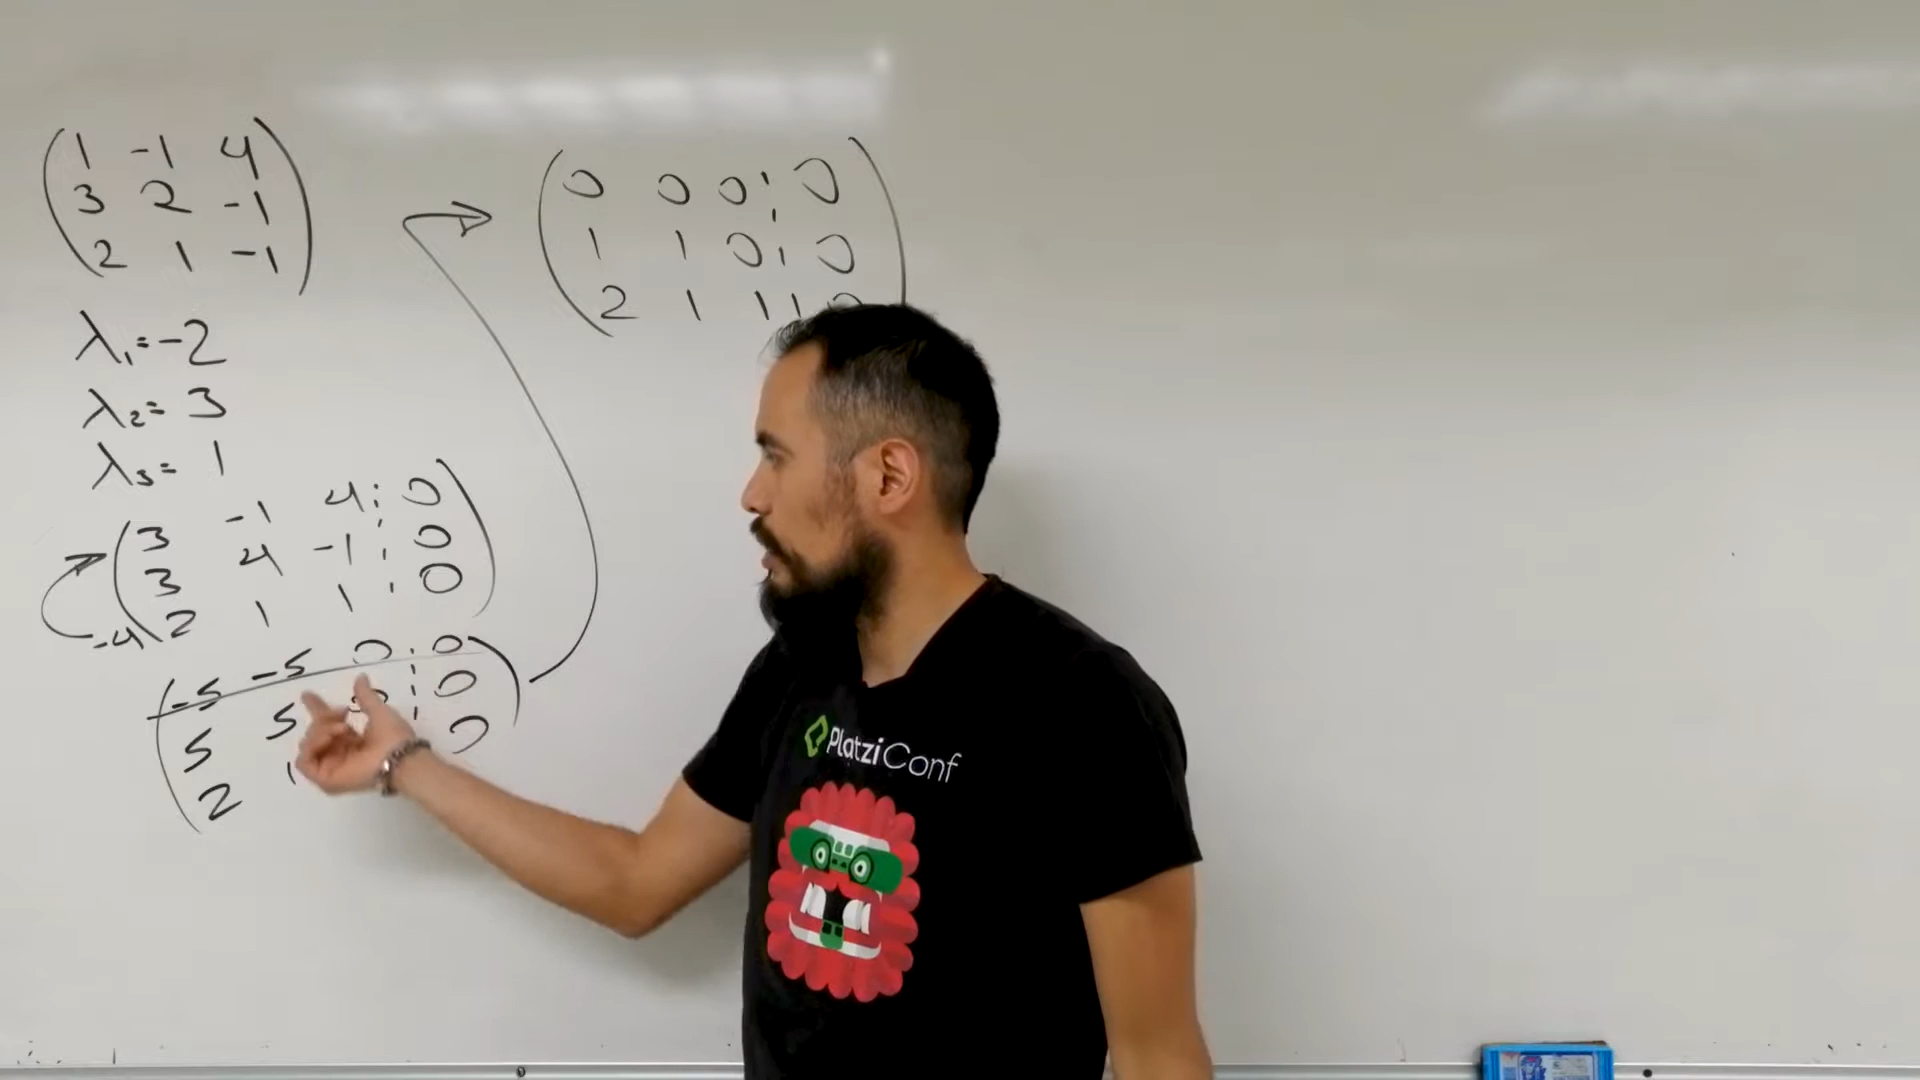 1 -1 4
3 2 -1
2 1 -1
λ₁=-2
λ₂= 3
λ₃= 1
3 -1 4 ¦ 0
3 4 -1 ¦ 0
2 1 1 ¦ 0
-4
-5 -5 0 ¦ 0
5 5 0 ¦ 0
2 1 0
0 0 0 ¦ 0
1 1 0 ¦ 0
2 1 1 ¦ 0
PlatziConf